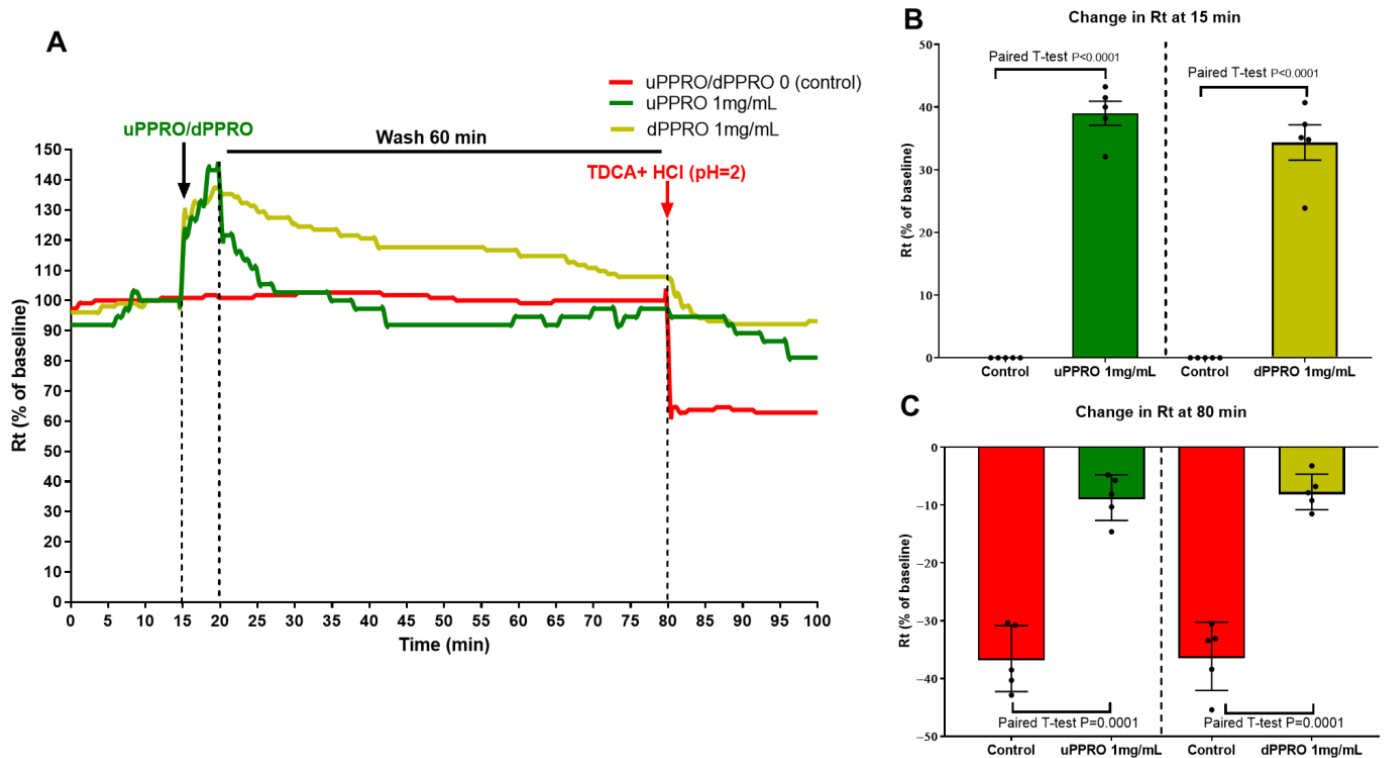 A
uPPRO/dPPRO 0 (control)
uPPRO 1mg/mL
dPPRO 1mg/mL
uPPRO/dPPRO
Wash 60 min
TDCA+ HCl (pH=2)
Rt (% of baseline)
150
140
130
120
110
100
90
80
70
60
50
40
30
20
10
0
0 5 10 15 20 25 30 35 40 45 50 55 60 65 70 75 80 85 90 95 100
Time (min)
B
Change in Rt at 15 min
Paired T-test P<0.0001
Paired T-test P<0.0001
Rt (% of baseline)
50
40
30
20
10
0
Control uPPRO 1mg/mL Control dPPRO 1mg/mL
C
Change in Rt at 80 min
Rt (% of baseline)
0
−10
−20
−30
−40
−50
Paired T-test P=0.0001 Paired T-test P=0.0001
Control uPPRO 1mg/mL Control dPPRO 1mg/mL